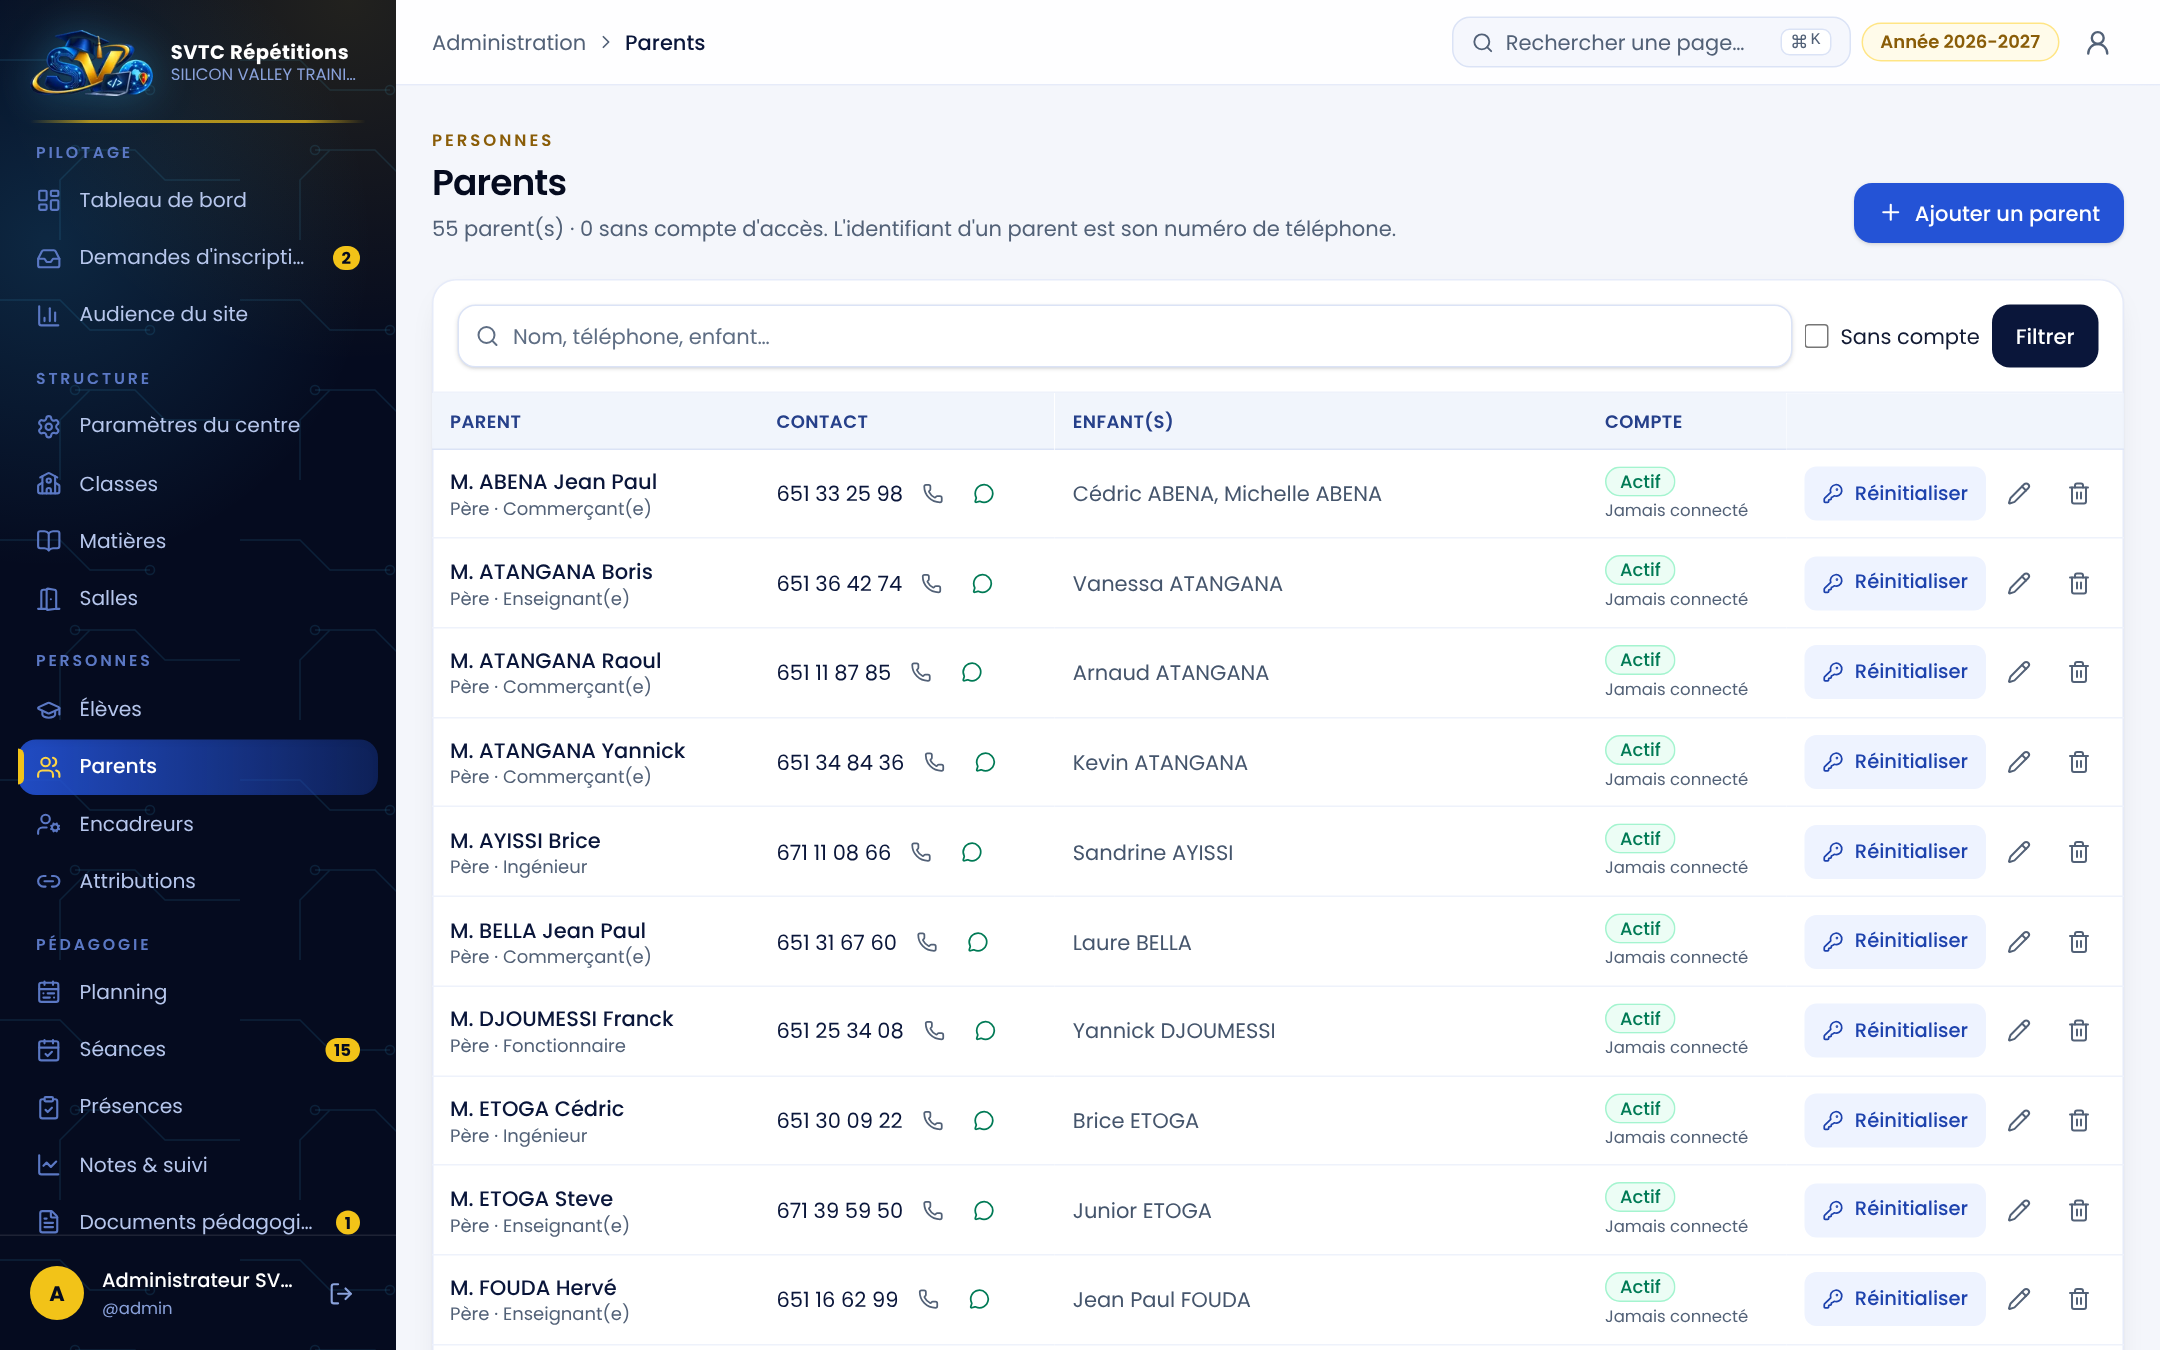 SVTC Répétitions
SILICON VALLEY TRAINI...
PILOTAGE
Tableau de bord
Demandes d'inscripti... 2
Audience du site
STRUCTURE
Paramètres du centre
Classes
Matières
Salles
PERSONNES
Élèves
Parents
Encadreurs
Attributions
PÉDAGOGIE
Planning
Séances 15
Présences
Notes & suivi
Documents pédagogi... 1
A
Administrateur SV...
@admin
Administration > Parents
Rechercher une page... ⌘ K
Année 2026-2027
PERSONNES
Parents
55 parent(s) · 0 sans compte d'accès. L'identifiant d'un parent est son numéro de téléphone.
+ Ajouter un parent
Nom, téléphone, enfant...
Sans compte
Filtrer
PARENT CONTACT ENFANT(S) COMPTE
M. ABENA Jean Paul 651 33 25 98 Cédric ABENA, Michelle ABENA Actif Réinitialiser
Père · Commerçant(e) Jamais connecté
M. ATANGANA Boris 651 36 42 74 Vanessa ATANGANA Actif Réinitialiser
Père · Enseignant(e) Jamais connecté
M. ATANGANA Raoul 651 11 87 85 Arnaud ATANGANA Actif Réinitialiser
Père · Commerçant(e) Jamais connecté
M. ATANGANA Yannick 651 34 84 36 Kevin ATANGANA Actif Réinitialiser
Père · Commerçant(e) Jamais connecté
M. AYISSI Brice 671 11 08 66 Sandrine AYISSI Actif Réinitialiser
Père · Ingénieur Jamais connecté
M. BELLA Jean Paul 651 31 67 60 Laure BELLA Actif Réinitialiser
Père · Commerçant(e) Jamais connecté
M. DJOUMESSI Franck 651 25 34 08 Yannick DJOUMESSI Actif Réinitialiser
Père · Fonctionnaire Jamais connecté
M. ETOGA Cédric 651 30 09 22 Brice ETOGA Actif Réinitialiser
Père · Ingénieur Jamais connecté
M. ETOGA Steve 671 39 59 50 Junior ETOGA Actif Réinitialiser
Père · Enseignant(e) Jamais connecté
M. FOUDA Hervé 651 16 62 99 Jean Paul FOUDA Actif Réinitialiser
Père · Enseignant(e) Jamais connecté